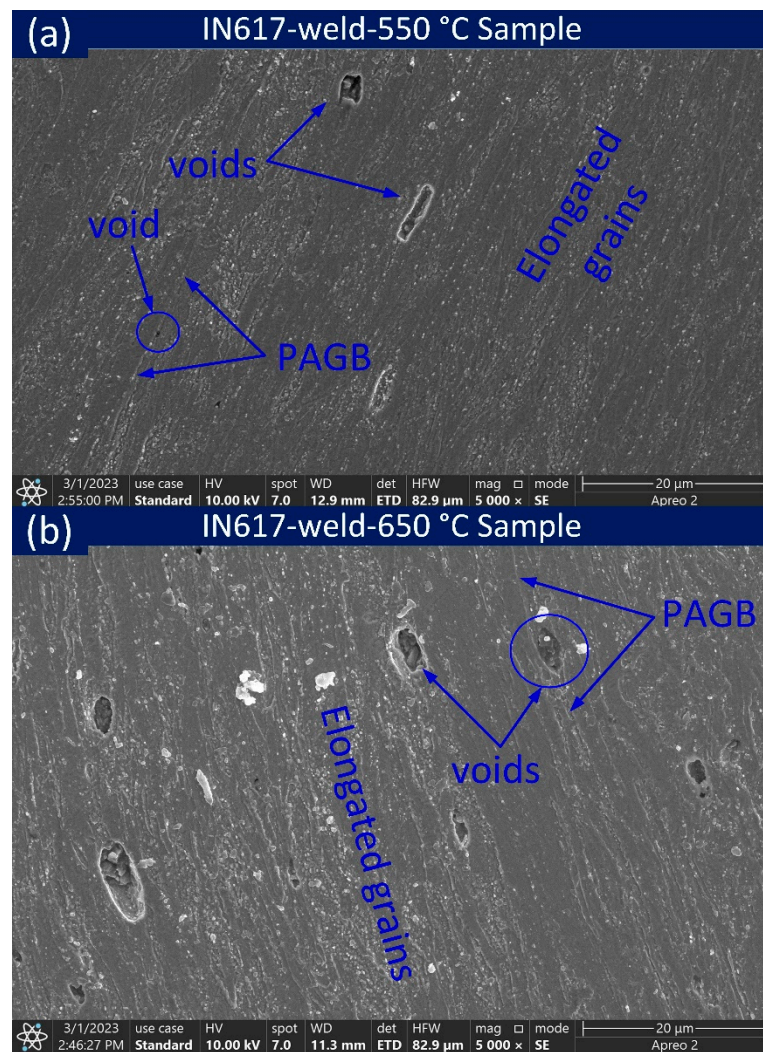 (a)
IN617-weld-550 °C Sample
voids
Elongated
grains
void
PAGB
3/1/2023 use case HV spot WD det HFW mag □ mode 20 µm
2:55:00 PM Standard 10.00 kV 7.0 12.9 mm ETD 82.9 µm 5 000 × SE Apreo 2
(b)
IN617-weld-650 °C Sample
PAGB
Elongated grains
voids
3/1/2023 use case HV spot WD det HFW mag □ mode 20 µm
2:46:27 PM Standard 10.00 kV 7.0 11.3 mm ETD 82.9 µm 5 000 × SE Apreo 2